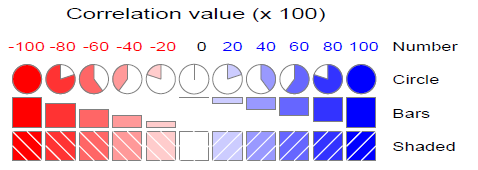 Correlation value (x 100)
-100 -80 -60 -40 -20 0 20 40 60 80 100 Number
Circle
Bars
Shaded